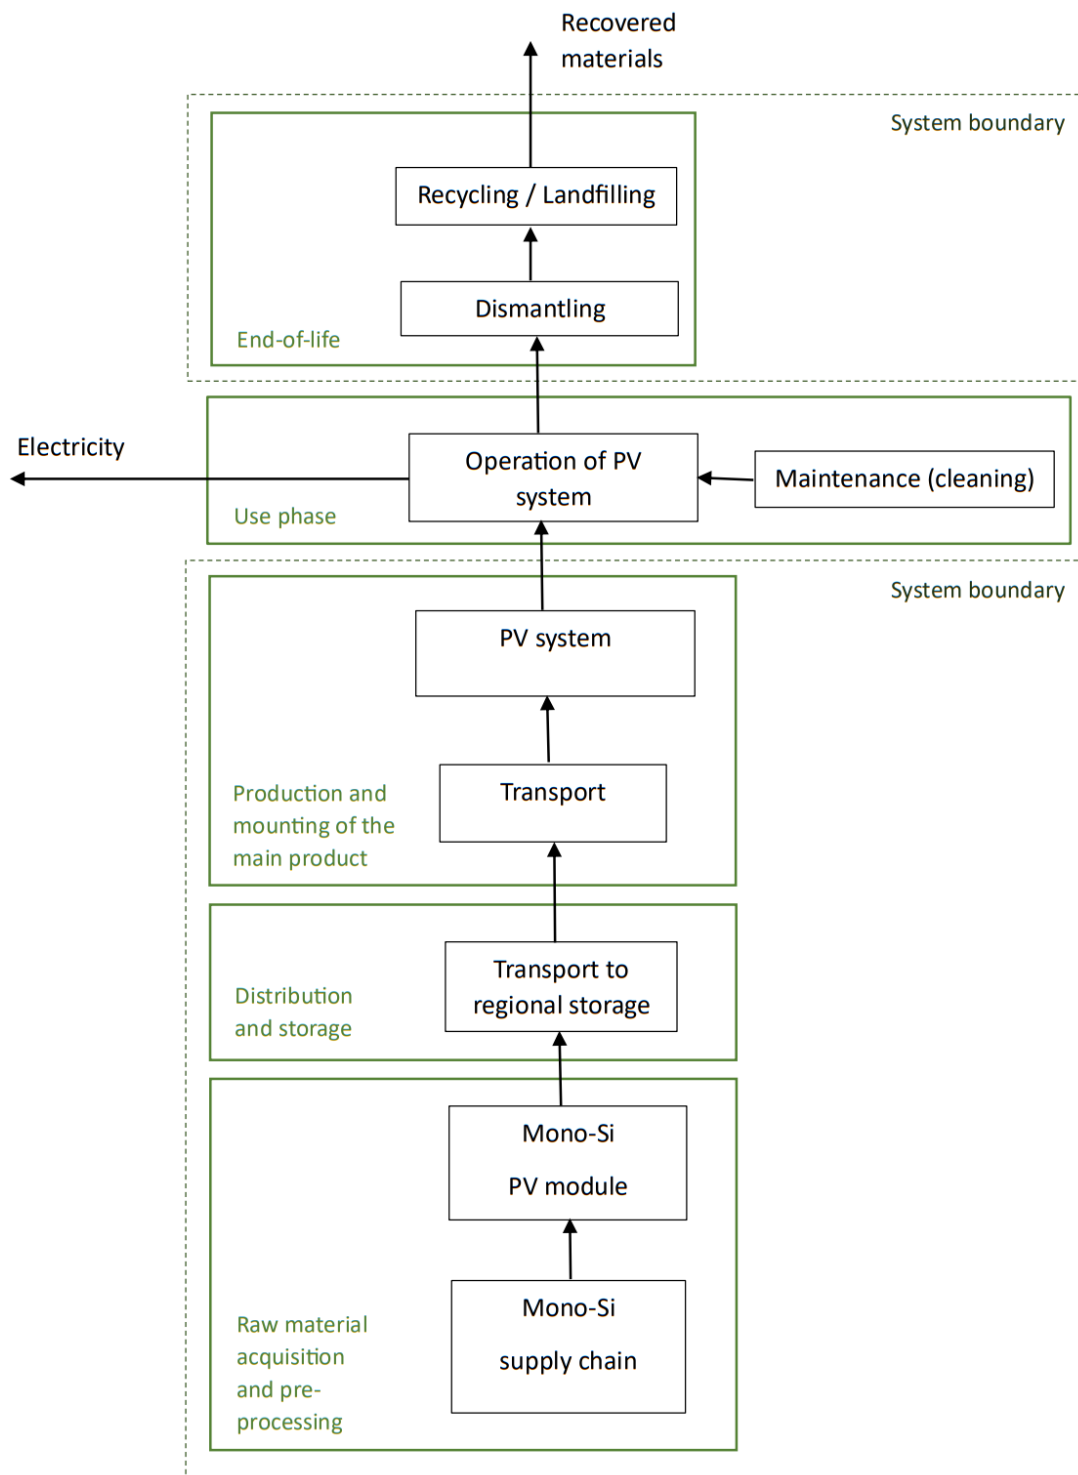 Recovered
materials
System boundary
Recycling / Landfilling
Dismantling
End-of-life
Electricity
Operation of PV
system
Maintenance (cleaning)
Use phase
System boundary
PV system
Transport
Production and
mounting of the
main product
Transport to
regional storage
Distribution
and storage
Mono-Si
PV module
Mono-Si
supply chain
Raw material
acquisition
and pre-
processing